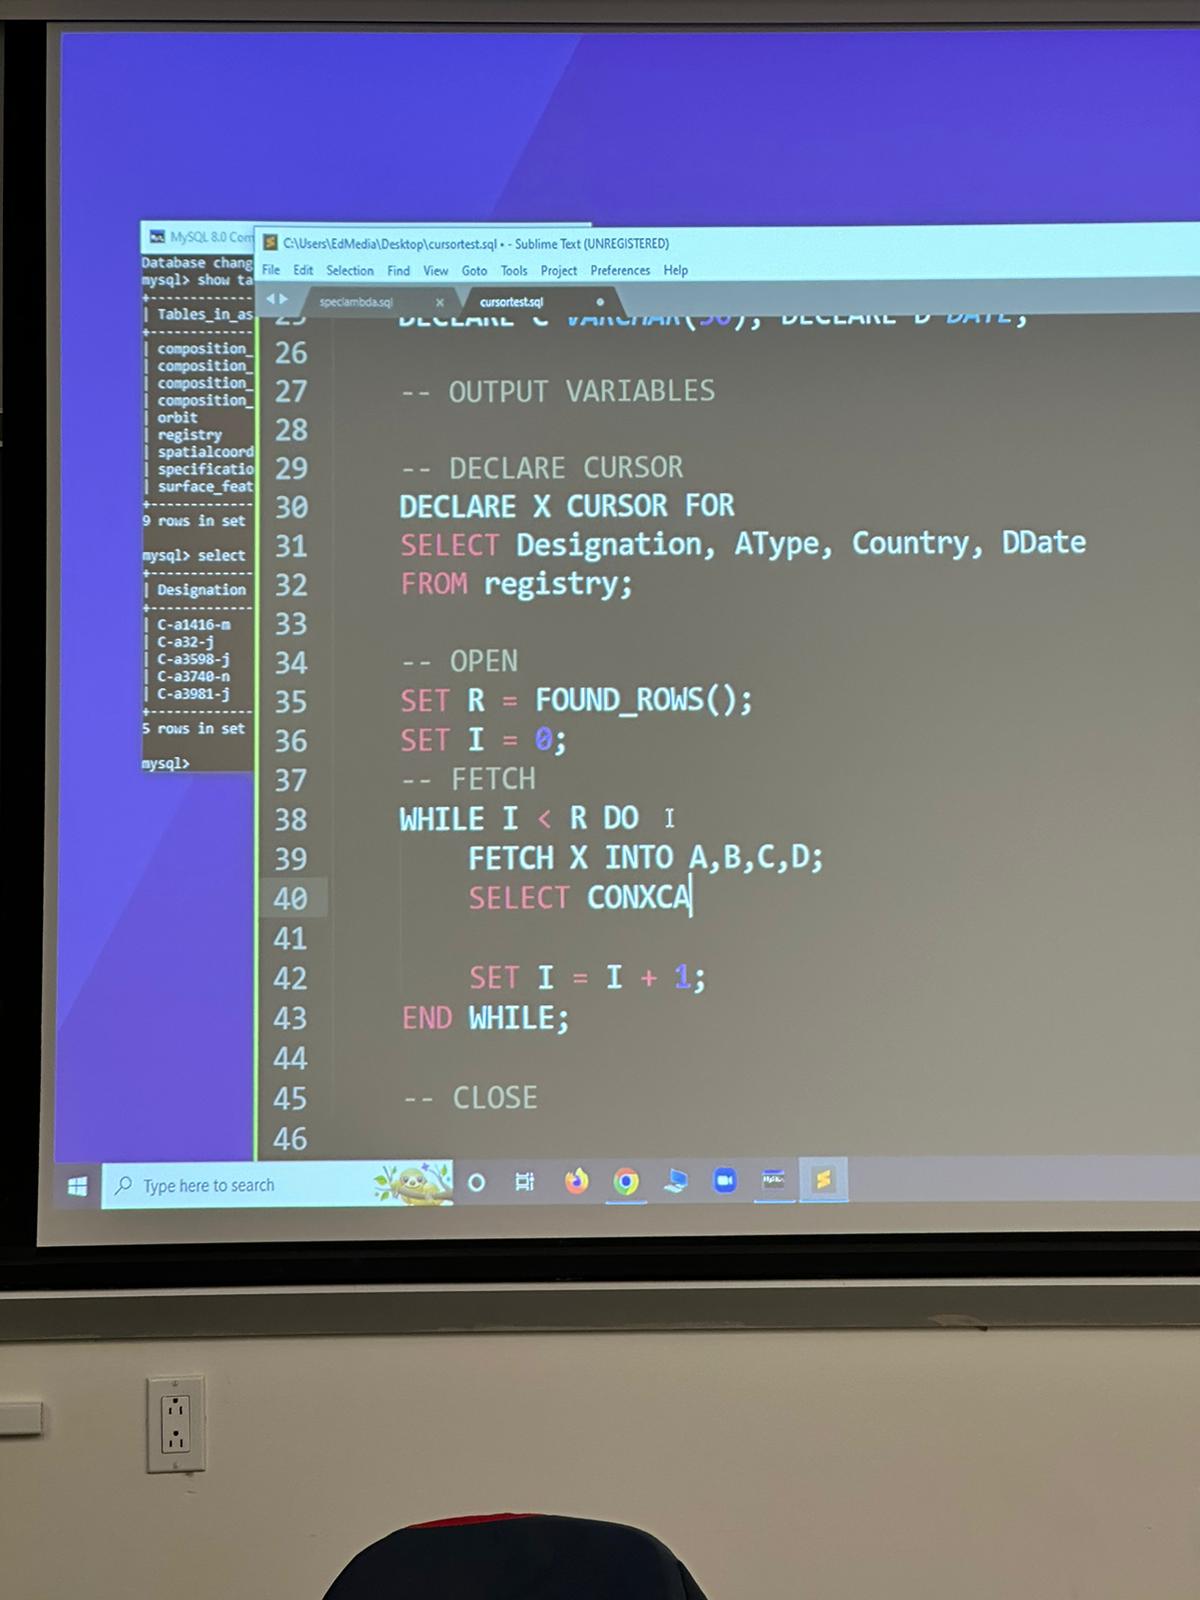 MySQL 8.0 Com
Database chang
mysql> show ta
| Tables_in_as
| composition_
| composition_
| composition_
| composition_
| orbit
| registry
| spatialcoord
| specificatio
| surface_feat
9 rows in set
mysql> select
| Designation
| C-a1416-m
| C-a32-j
| C-a3598-j
| C-a3740-n
| C-a3981-j
5 rows in set
mysql>
C:\Users\EdMedia\Desktop\cursortest.sql • - Sublime Text (UNREGISTERED)
File Edit Selection Find View Goto Tools Project Preferences Help
speclambda.sql × cursortest.sql
25 DECLARE C VARCHAR(50); DECLARE D DATE;
26
27 -- OUTPUT VARIABLES
28
29 -- DECLARE CURSOR
30 DECLARE X CURSOR FOR
31 SELECT Designation, AType, Country, DDate
32 FROM registry;
33
34 -- OPEN
35 SET R = FOUND_ROWS();
36 SET I = 0;
37 -- FETCH
38 WHILE I < R DO
39 FETCH X INTO A,B,C,D;
40 SELECT CONXCA
41
42 SET I = I + 1;
43 END WHILE;
44
45 -- CLOSE
46
Type here to search